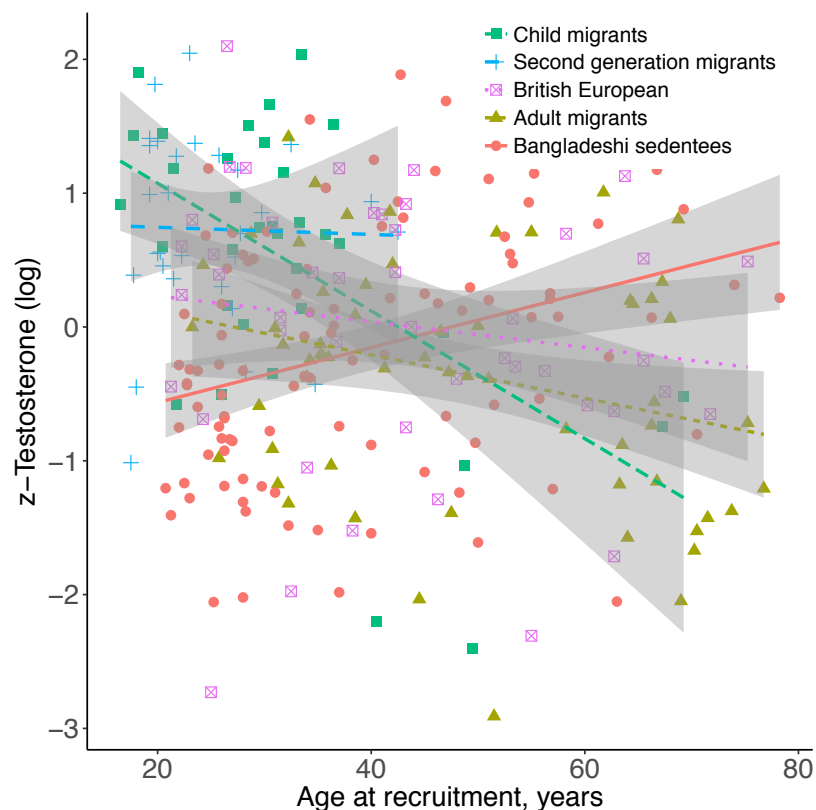 Child migrants
Second generation migrants
British European
Adult migrants
Bangladeshi sedentees
z−Testosterone (log)
2
1
0
−1
−2
−3
20 40 60 80
Age at recruitment, years